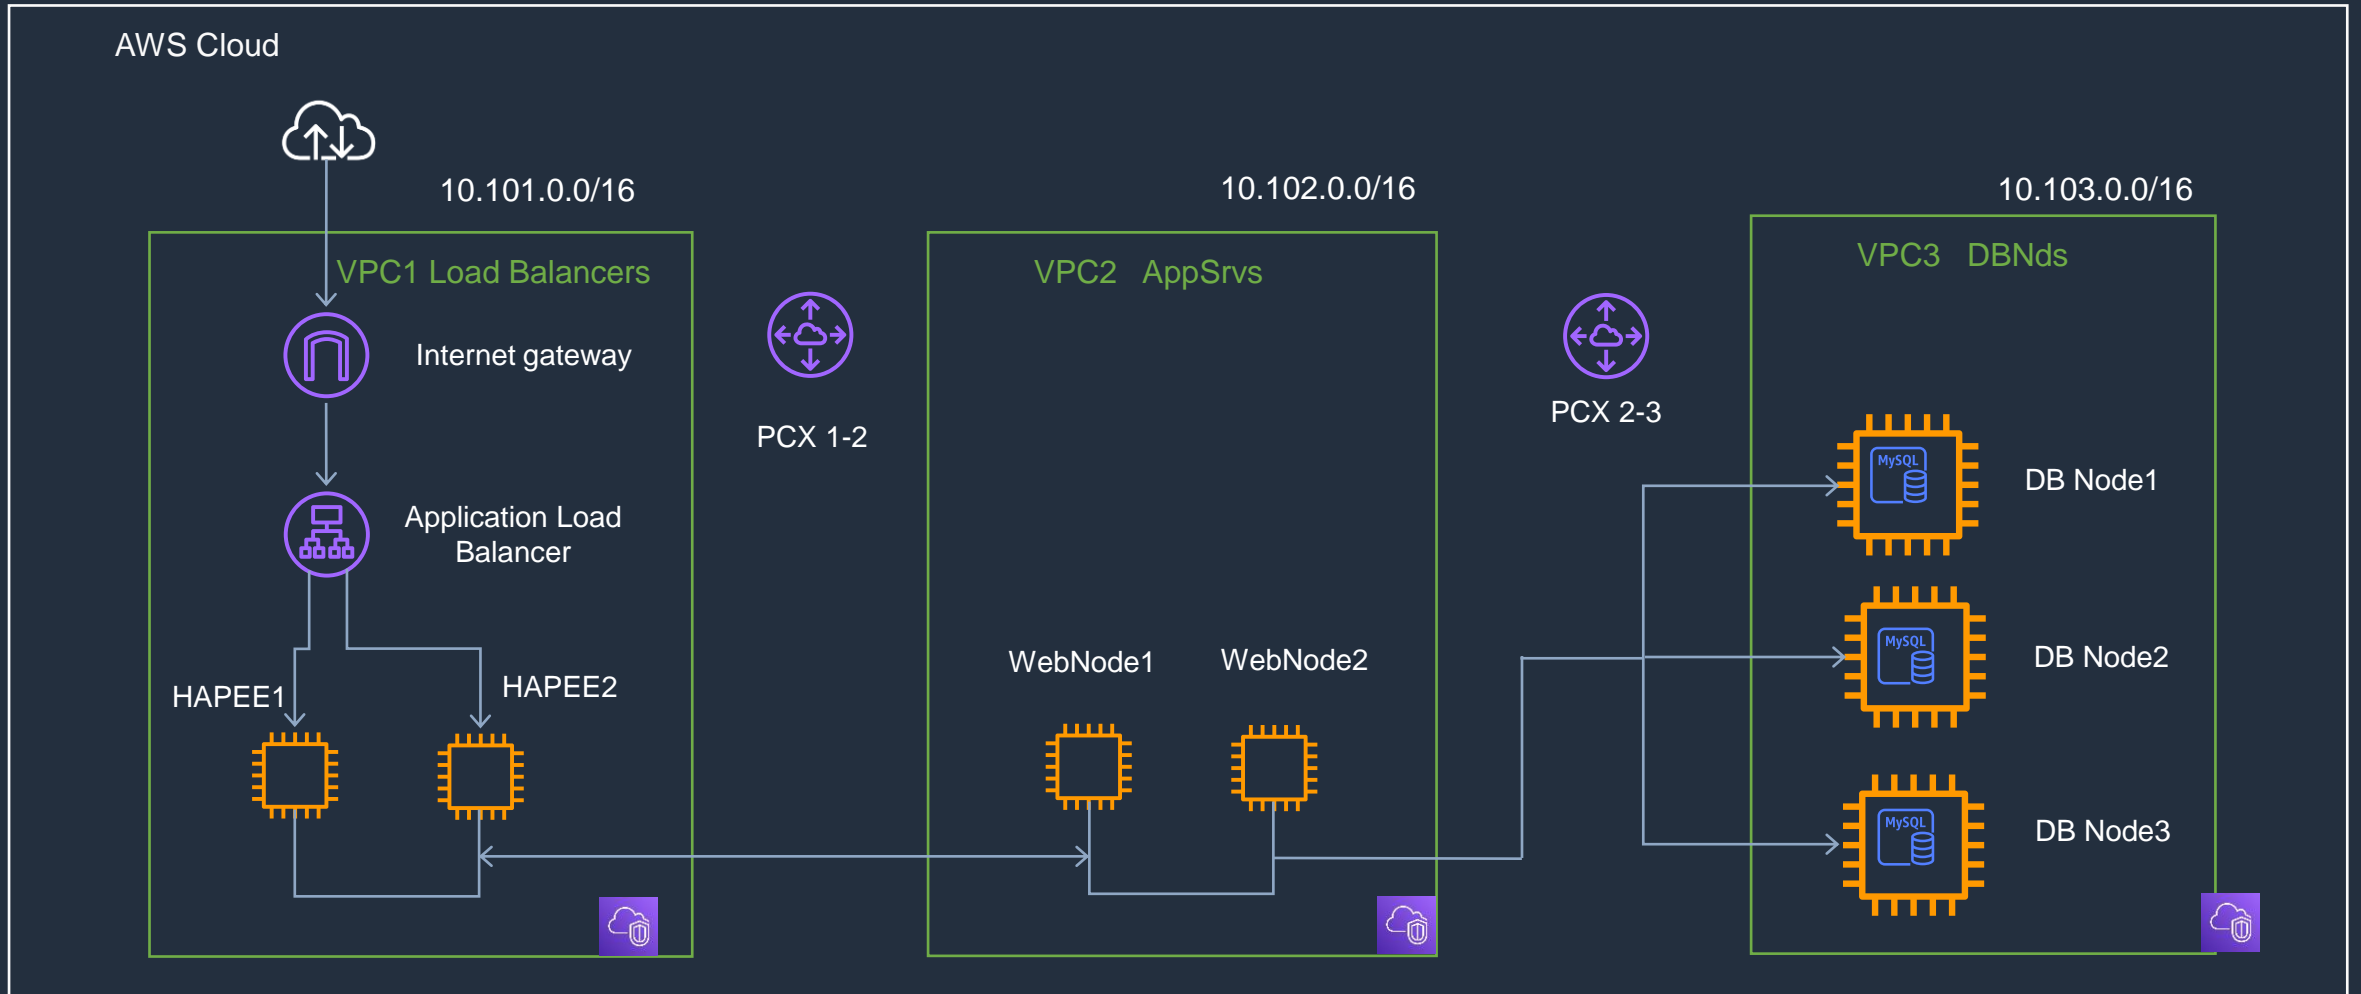 AWS Cloud
10.101.0.0/16
10.102.0.0/16
10.103.0.0/16
VPC1 Load Balancers
VPC2 AppSrvs
VPC3 DBNds
Internet gateway
PCX 1-2
PCX 2-3
Application Load
Balancer
HAPEE1
HAPEE2
WebNode1
WebNode2
MySQL
DB Node1
MySQL
DB Node2
MySQL
DB Node3